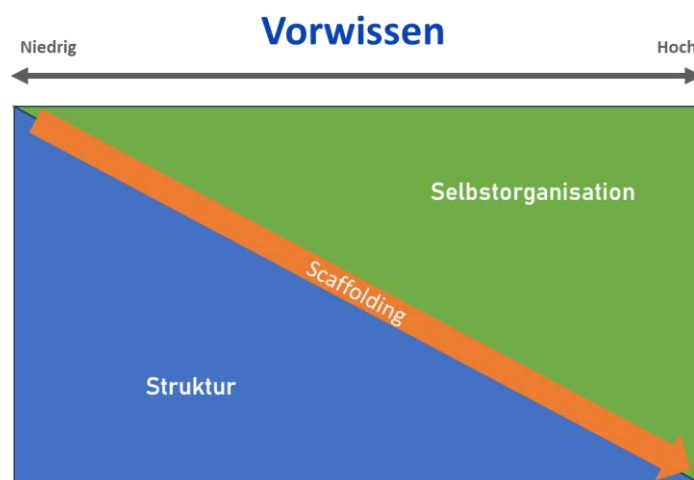 Vorwissen
Niedrig
Hoch
Selbstorganisation
Scaffolding
Struktur